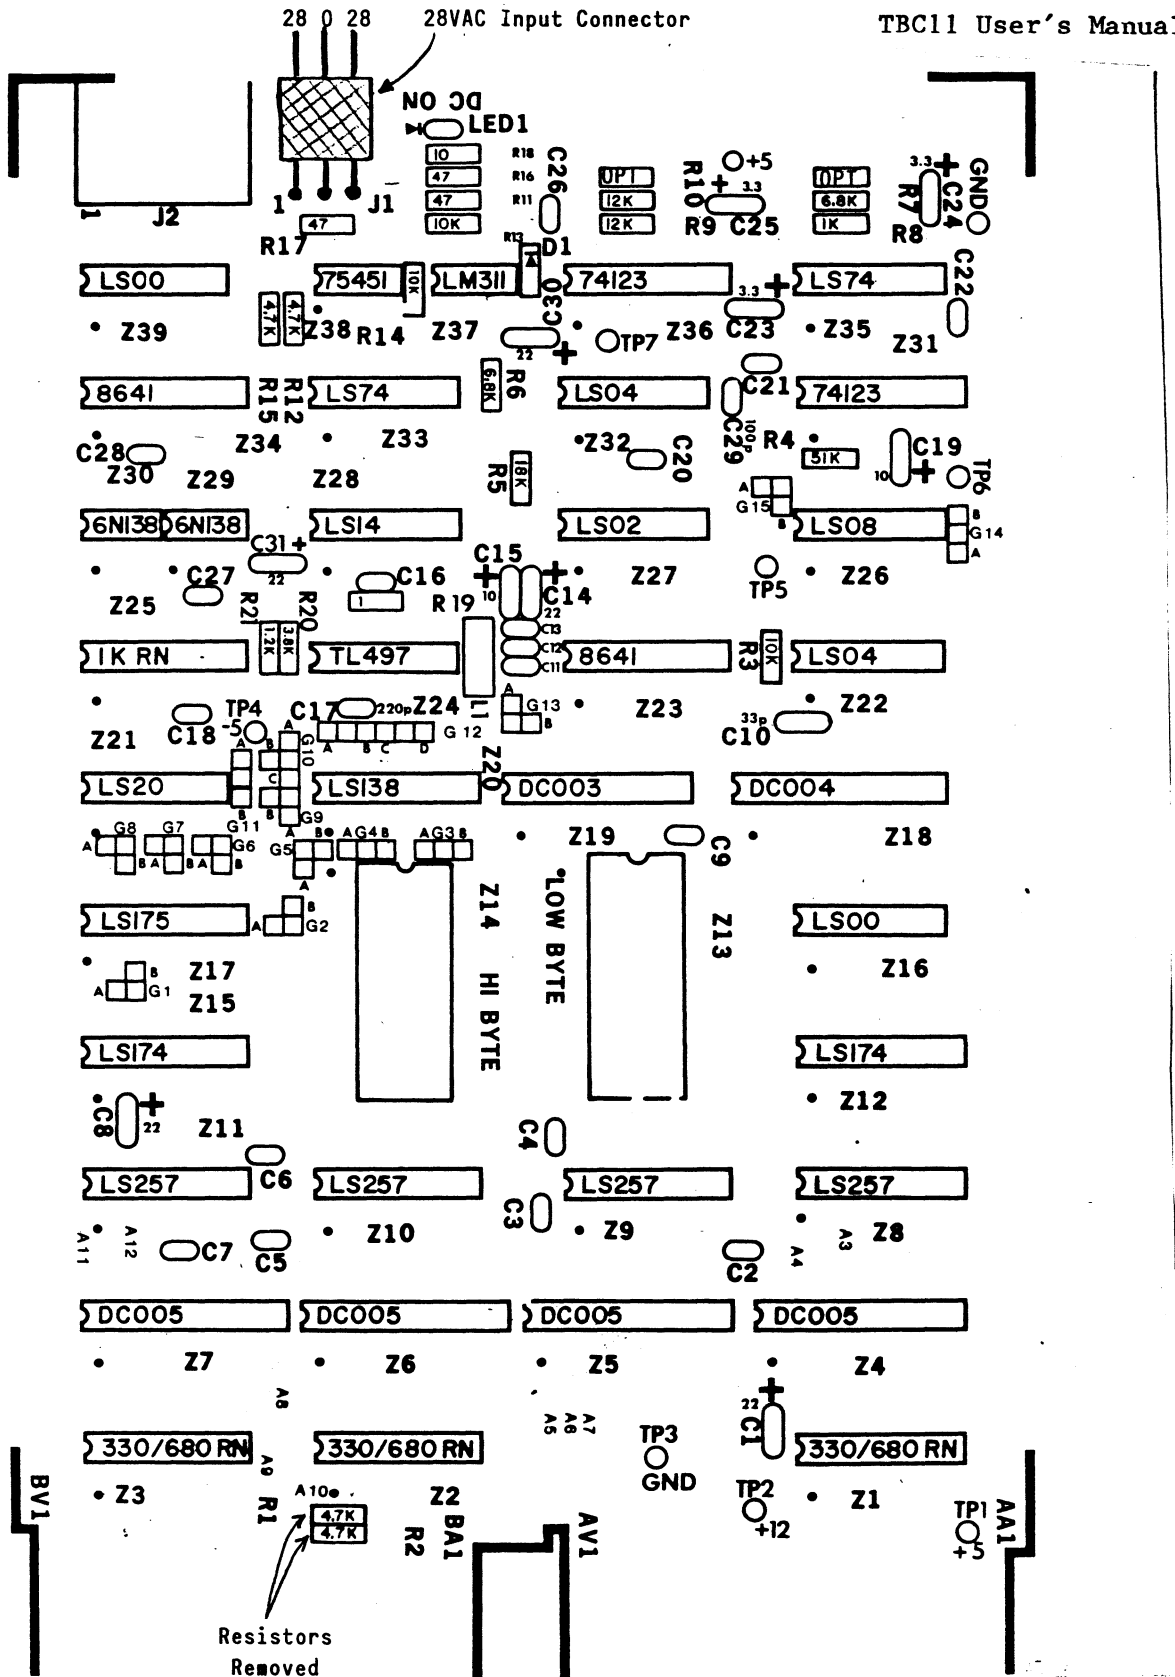 28 0 28
28VAC Input Connector
TBC11 User's Manual
DC ON
LED1
1
J2
1
J1
47
R17
10
47
47
10K
R18
R16
R11
R13
C26
D1
OPT
12K
12K
R10
R9
+5
+ 3.3
C25
OPT
6.8K
1K
R7
R8
3.3 +
C24
GND
LS00
75451
10K
LM311
74123
LS74
C22
Z39
4.7K
4.7K
Z38
R14
Z37
C30
22
+
TP7
Z36
3.3 +
C23
Z35
Z31
8641
R15
R12
LS74
6.8K
R6
LS04
C21
74123
C28
Z30
Z34
Z29
Z33
Z28
R5
18K
Z32
C20
C29
100p
R4
51K
C19
10
+
TP6
A
G15
B
6N138
6N138
LS14
LS02
LS08
B
G14
A
C31 +
22
C27
Z25
C16
1
R19
C15
+
10
+
C14
22
Z27
TP5
Z26
R21
1.2K
3.8K
R20
1K RN
TL497
C13
C12
C11
L1
8641
R3
10K
LS04
Z21
C18
TP4
-5
C17
220p
Z24
A
G13
B
Z23
33p
C10
Z22
A B C D
G12
A
B
G11
A
B
G10
C
B
G9
A
LS20
LS138
Z20
DC003
DC004
G8
A
B
G7
B
A
G6
B
A
G5
B
A
A G4 B
A G3 B
Z19
C9
Z18
LS175
B
A
G2
Z14 HI BYTE
LOW BYTE
Z13
LS00
Z17
Z15
B
A
G1
Z16
LS174
LS174
C8
+
22
Z11
C6
C4
Z12
LS257
LS257
LS257
LS257
A11
A12
C7
C5
Z10
C3
Z9
C2
A4
A3
Z8
DC005
DC005
DC005
DC005
Z7
Z6
Z5
Z4
A8
A5
A6
A7
+
22
C1
330/680 RN
330/680 RN
TP3
GND
330/680 RN
BV1
Z3
A9
R1
A10
4.7K
4.7K
Z2
R2
BA1
AV1
TP2
+12
Z1
TP1
+5
AA1
Resistors
Removed